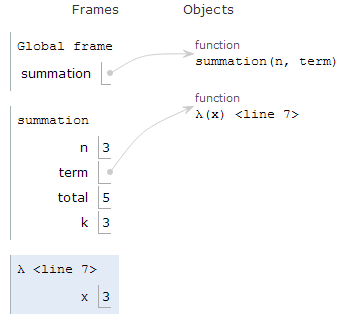 Frames Objects
Global frame
summation
function
summation(n, term)
function
λ(x) <line 7>
summation
n 3
term
total 5
k 3
λ <line 7>
x 3